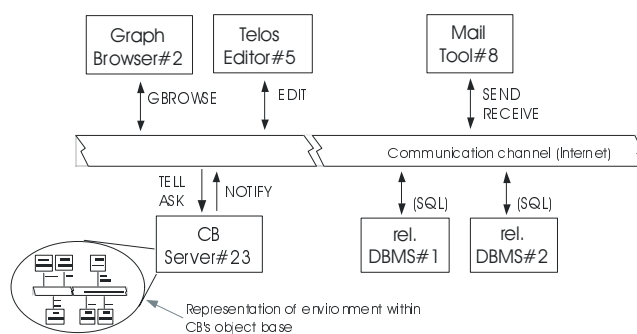 Graph
Browser#2
Telos
Editor#5
Mail
Tool#8
GBROWSE
EDIT
SEND
RECEIVE
Communication channel (Internet)
TELL
ASK
NOTIFY
(SQL)
(SQL)
CB
Server#23
rel.
DBMS#1
rel.
DBMS#2
Representation of environment within
CB's object base